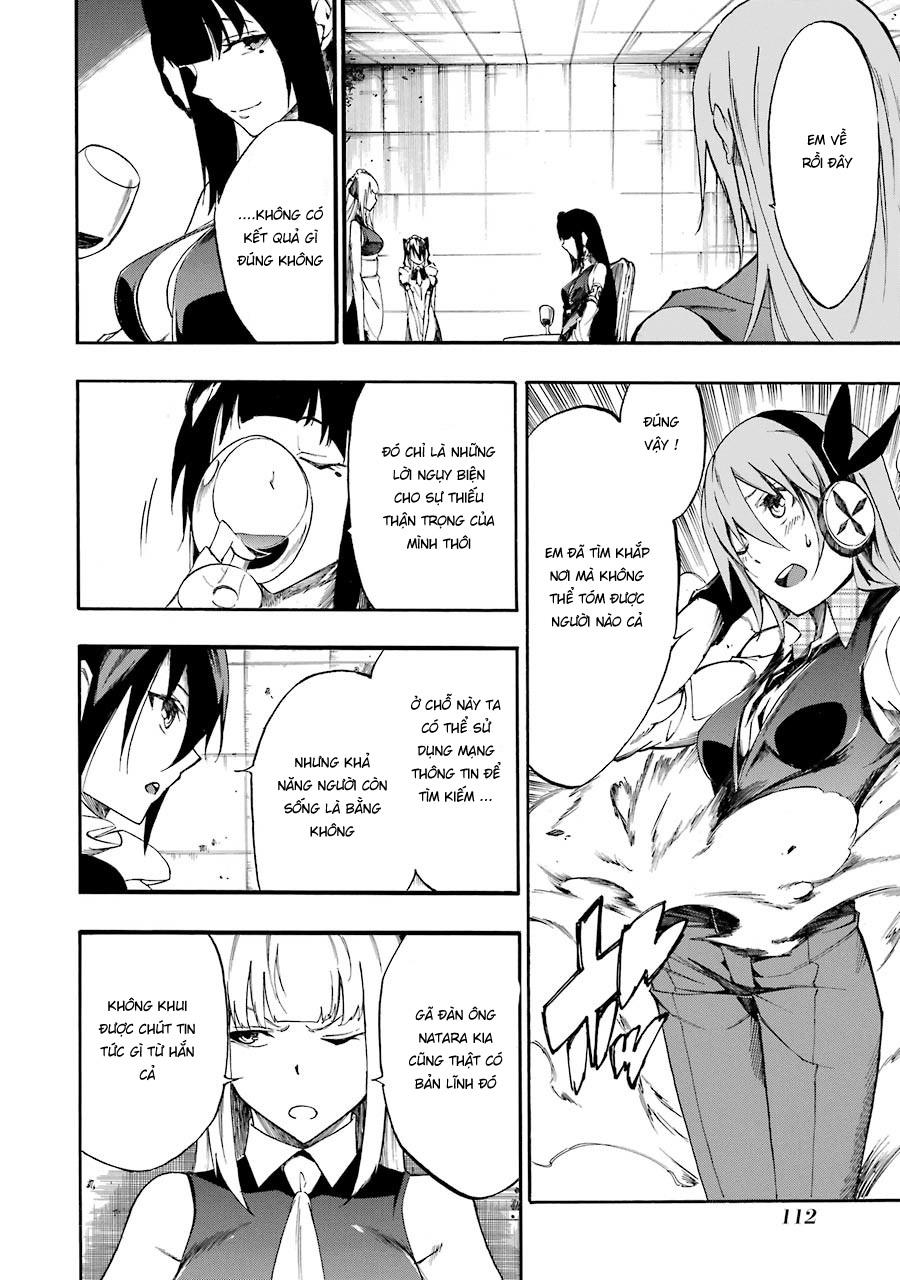 EM VỀ
RỒI ĐÂY
....KHÔNG CÓ
KẾT QUẢ GÌ
ĐÚNG KHÔNG
ĐÚNG
VẬY !
EM ĐÃ TÌM KHẮP
NƠI MÀ KHÔNG
THỂ TÓM ĐƯỢC
NGƯỜI NÀO CẢ
ĐÓ CHỈ LÀ NHỮNG
LỜI NGỤY BIỆN
CHO SỰ THIẾU
THẬN TRỌNG CỦA
MÌNH THÔI
Ở CHỖ NÀY TA
CÓ THỂ SỬ
DỤNG MẠNG
THÔNG TIN ĐỂ
TÌM KIẾM ...
NHƯNG KHẢ
NĂNG NGƯỜI CÒN
SỐNG LÀ BẰNG
KHÔNG
GÃ ĐÀN ÔNG
NATARA KIA
CŨNG THẬT CÓ
BẢN LĨNH ĐÓ
KHÔNG KHUI
ĐƯỢC CHÚT TIN
TỨC GÌ TỪ HẮN
CẢ
112